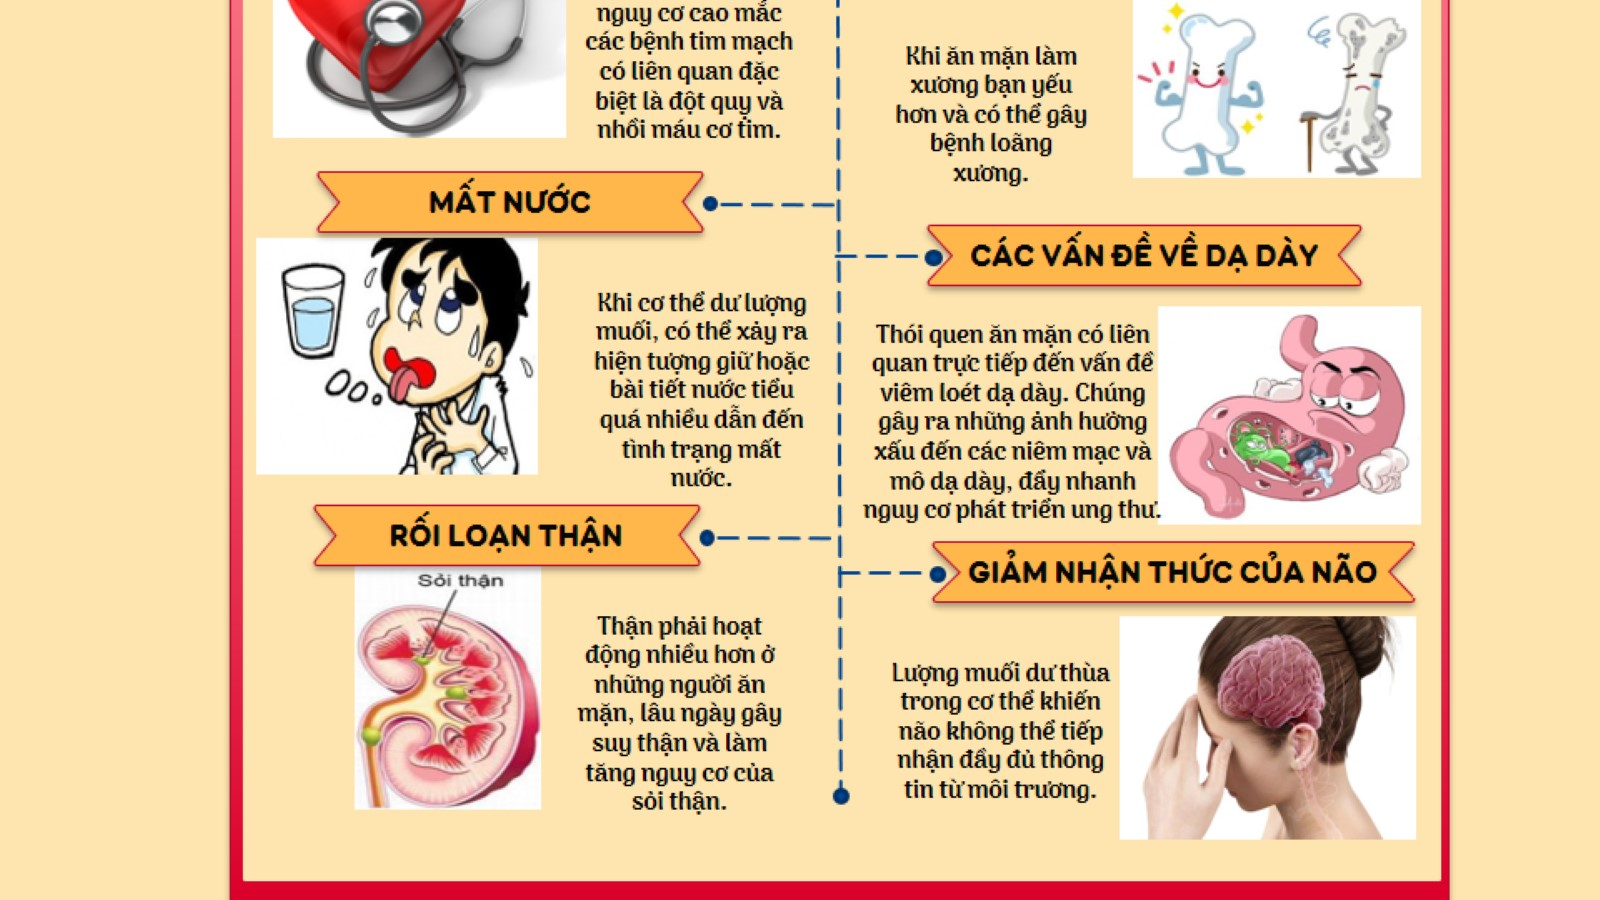 nguy cơ cao mắc
các bệnh tim mạch
có liên quan đặc
biệt là đột quỵ và
nhồi máu cơ tim.
MẤT NƯỚC
Khi cơ thể dư lượng
muối, có thể xảy ra
hiện tượng giữ hoặc
bài tiết nước tiểu
quá nhiều dẫn đến
tình trạng mất
nước.
RỐI LOẠN THẬN
Sỏi thận
Thận phải hoạt
động nhiều hơn ở
những người ăn
mặn, lâu ngày gây
suy thận và làm
tăng nguy cơ của
sỏi thận.
Khi ăn mặn làm
xương bạn yếu
hơn và có thể gây
bệnh loãng
xương.
CÁC VẤN ĐỀ VỀ DẠ DÀY
Thói quen ăn mặn có liên
quan trực tiếp đến vấn đề
viêm loét dạ dày. Chúng
gây ra những ảnh hưởng
xấu đến các niêm mạc và
mô dạ dày, đẩy nhanh
nguy cơ phát triển ung thư.
GIẢM NHẬN THỨC CỦA NÃO
Lượng muối dư thừa
trong cơ thể khiến
não không thể tiếp
nhận đầy đủ thông
tin từ môi trương.